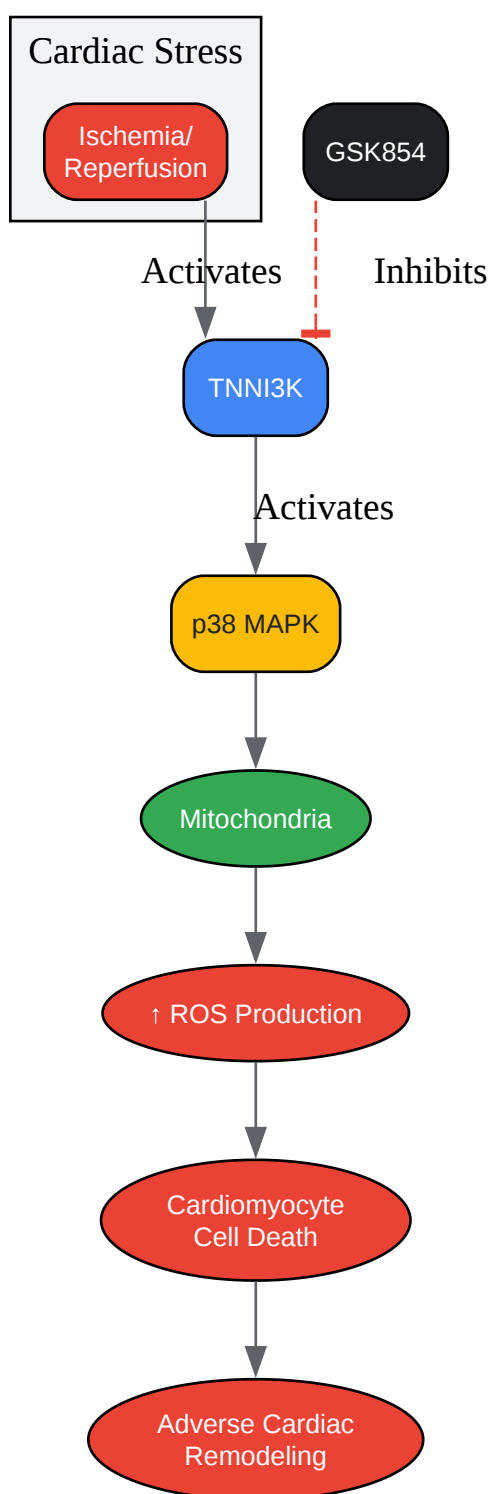 Cardiac Stress
Ischemia/
Reperfusion
GSK854
Activates
Inhibits
TNNI3K
Activates
p38 MAPK
Mitochondria
↑ ROS Production
Cardiomyocyte
Cell Death
Adverse Cardiac
Remodeling